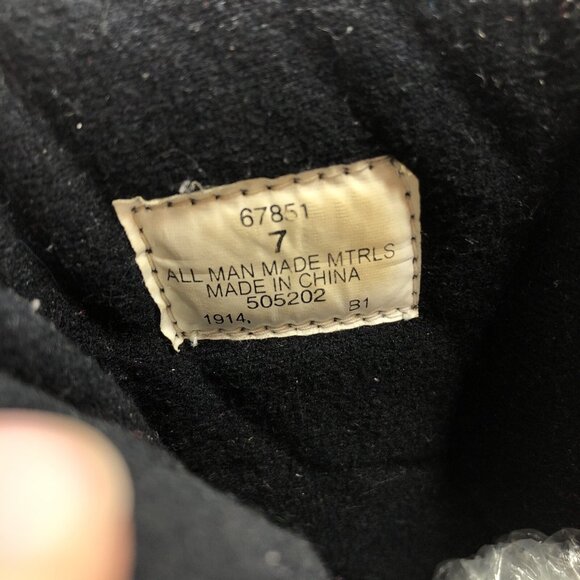 67851
7
ALL MAN MADE MTRLS
MADE IN CHINA
505202
1914. B1